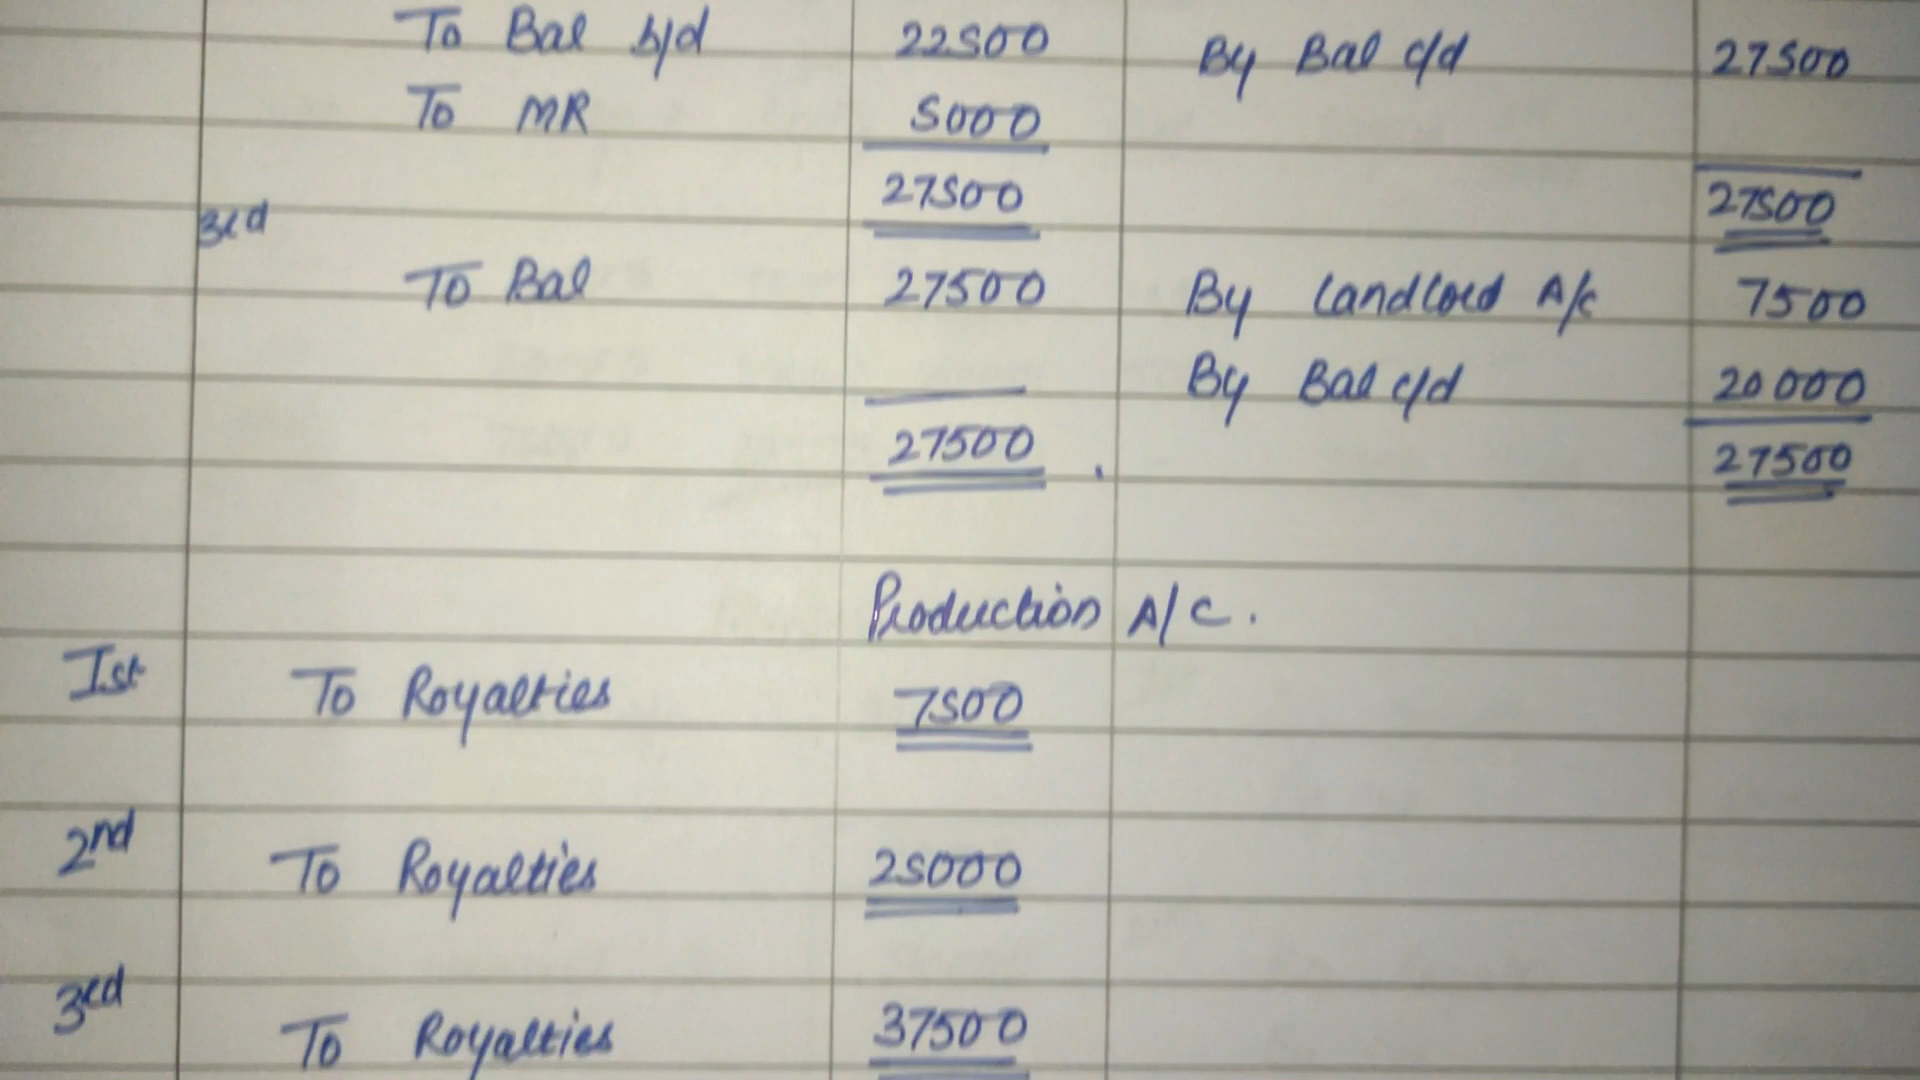 To Bal b/d 22500 By Bal c/d 27500
To MR 5000
27500 27500
3rd
To Bal 27500 By Landlord A/c 7500
By Bal c/d 20000
27500 27500
Production A/C.
Ist To Royalties 7500
2nd To Royalties 25000
3rd To Royalties 37500